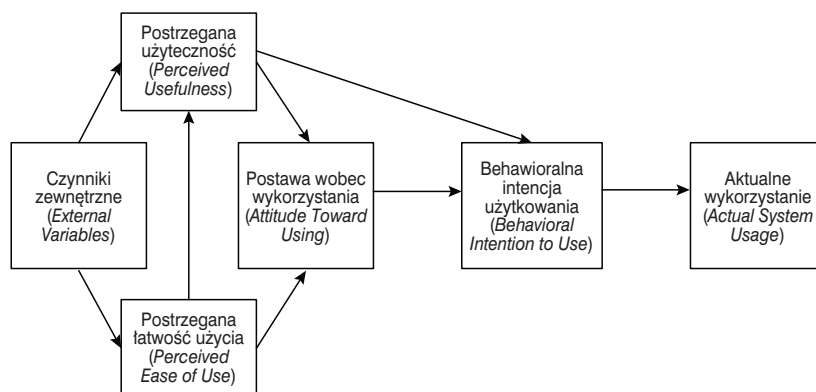 Postrzegana
użyteczność
(Perceived
Usefulness)
Czynniki
zewnętrzne
(External
Variables)
Postawa wobec
wykorzystania
(Attitude Toward
Using)
Behawioralna
intencja
użytkowania
(Behavioral
Intention to Use)
Aktualne
wykorzystanie
(Actual System
Usage)
Postrzegana
łatwość użycia
(Perceived
Ease of Use)